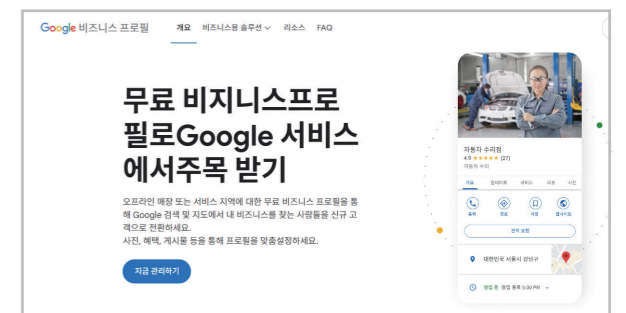 Google 비즈니스 프로필 개요 비즈니스용 솔루션 리소스 FAQ
무료 비지니스프로
필로Google 서비스
에서주목 받기
오프라인 매장 또는 서비스 지역에 대한 무료 비즈니스 프로필을 통
해 Google 검색 및 지도에서 내 비즈니스를 찾는 사람들을 신규 고
객으로 전환하세요.
사진, 혜택, 게시물 등을 통해 프로필을 맞춤설정하세요.
지금 관리하기
자동차 수리점
4.9 ★★★★★ (27)
자동차 수리
개요 업데이트 서비스 리뷰 사진
통화 경로 저장 웹사이트
견적 요청
대한민국 서울시 강남구
영업 중· 영업 종료 5:00 PM